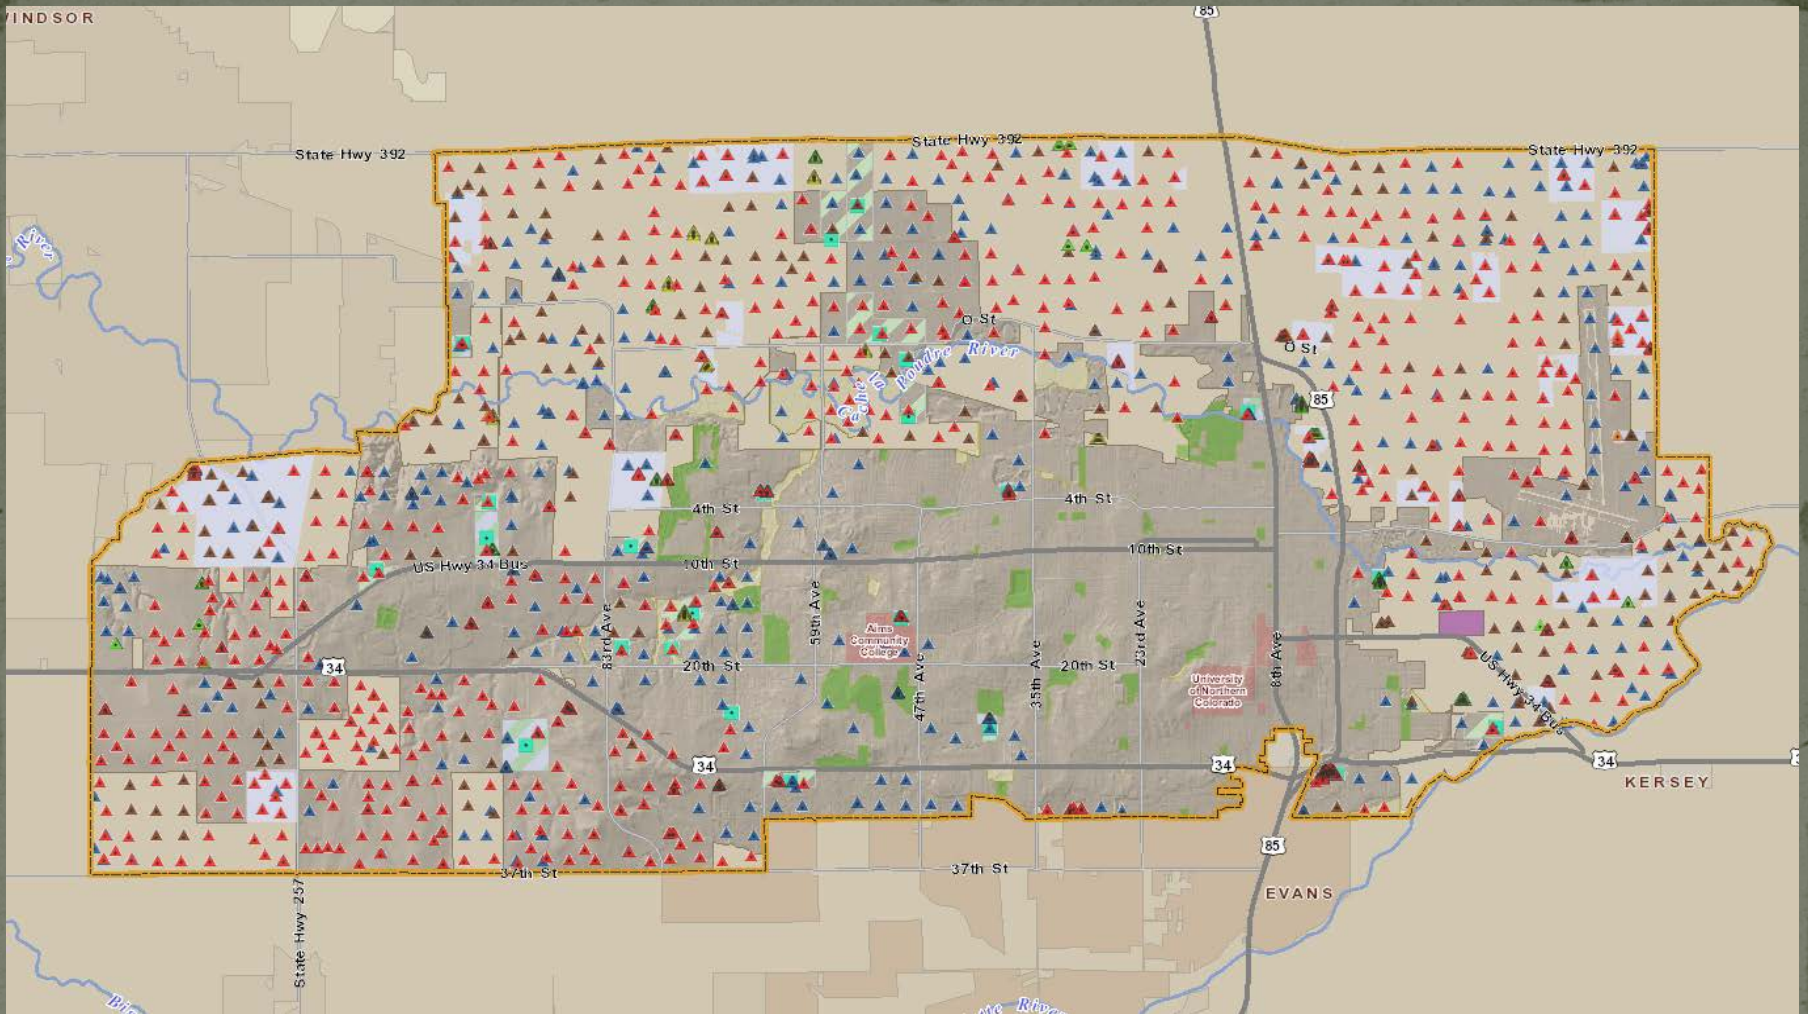 85
WINDSOR
State Hwy 392
State Hwy 392
State Hwy 392
River
O St
Cache la Poudre River
O St
85
4th St
4th St
10th St
10th St
US Hwy 34 Bus
83rd Ave
59th Ave
Aims
Community
College
47th Ave
35th Ave
23rd Ave
8th Ave
20th St
20th St
34
University
of Northern
Colorado
US Hwy 34 Bus
34
34
34
KERSEY
85
37th St
37th St
EVANS
State Hwy 257